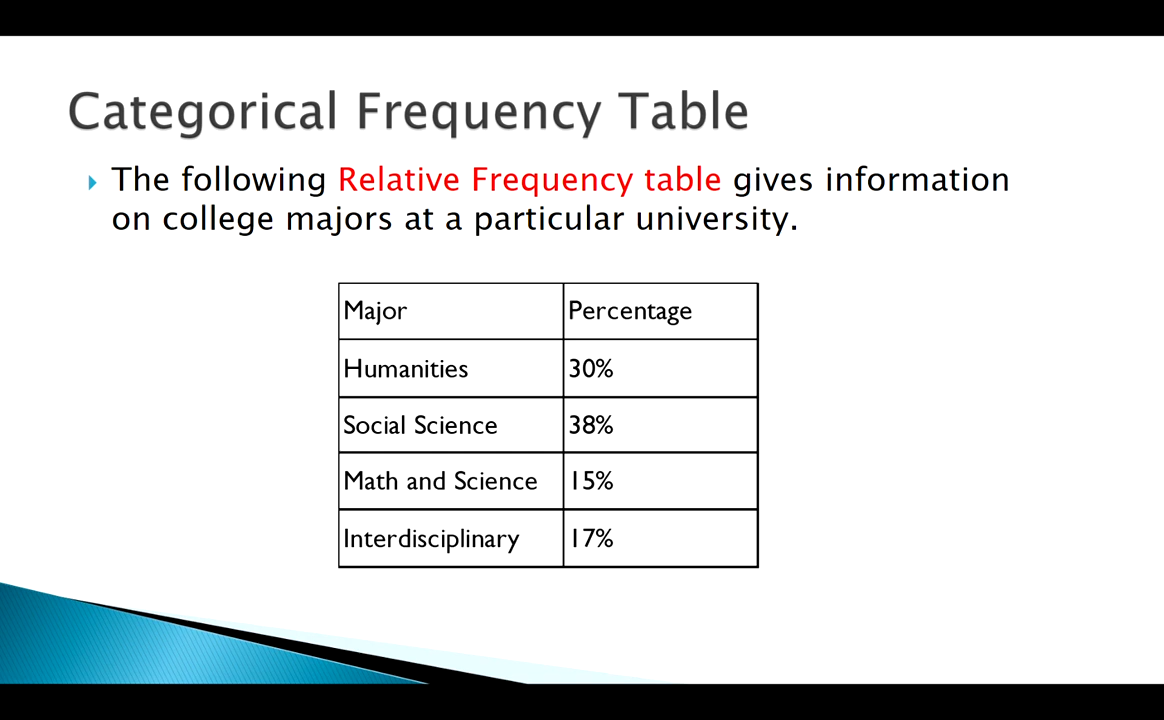 Categorical Frequency Table
The following Relative Frequency table gives information
on college majors at a particular university.
Major Percentage
Humanities 30%
Social Science 38%
Math and Science 15%
Interdisciplinary 17%